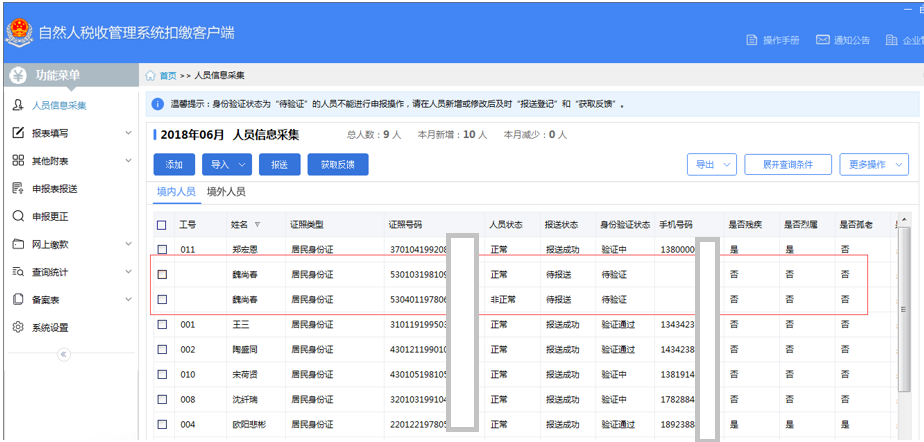 自然人税收管理系统扣缴客户端
操作手册 通知公告
功能菜单
首页 >> 人员信息采集
人员信息采集
报表填写
其他附表
申报表报送
申报更正
网上缴款
查询统计
备案表
系统设置
温馨提示：身份验证状态为“待验证”的人员不能进行申报操作，请在人员新增或修改后及时“报送登记”和“获取反馈”。
2018年06月 人员信息采集 总人数：9 人 本月新增：10 人 本月减少：0 人
添加 导入 报送 获取反馈 导出 展开查询条件 更多操作
境内人员 境外人员
工号 姓名 证照类型 证照号码 人员状态 报送状态 身份验证状态 手机号码 是否残疾 是否烈属 是否孤老
011 郑宏恩 居民身份证 370104199208 正常 报送成功 验证中 1380000 是 是 否
魏尚春 居民身份证 530103198109 正常 待报送 待验证 否 否 否
魏尚春 居民身份证 530401197806 非正常 待报送 待验证 否 否 否
001 王三 居民身份证 310119199503 正常 报送成功 验证通过 1343423 否 否 否
002 陶盛同 居民身份证 430121199010 正常 报送成功 验证通过 1434238 否 否 否
010 宋荷贤 居民身份证 430105198105 正常 报送成功 验证中 1381914 否 否 否
008 沈纤瑞 居民身份证 320103199104 正常 报送成功 验证中 1782884 否 否 否
004 欧阳悲彬 居民身份证 220122197805 正常 报送成功 验证通过 1892388 是 是 是